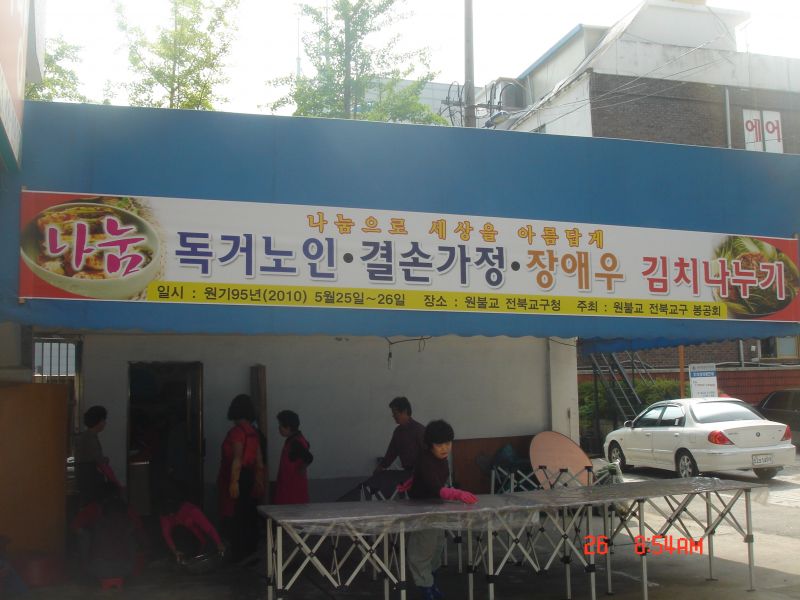 에어
나눔으로 세상을 아름답게
나눔 독거노인·결손가정·장애우 김치나누기
일시 : 원기95년(2010) 5월25일~26일 장소 : 원불교 전북교구청 주최 : 원불교 전북교구 봉공회
26 8:54AM